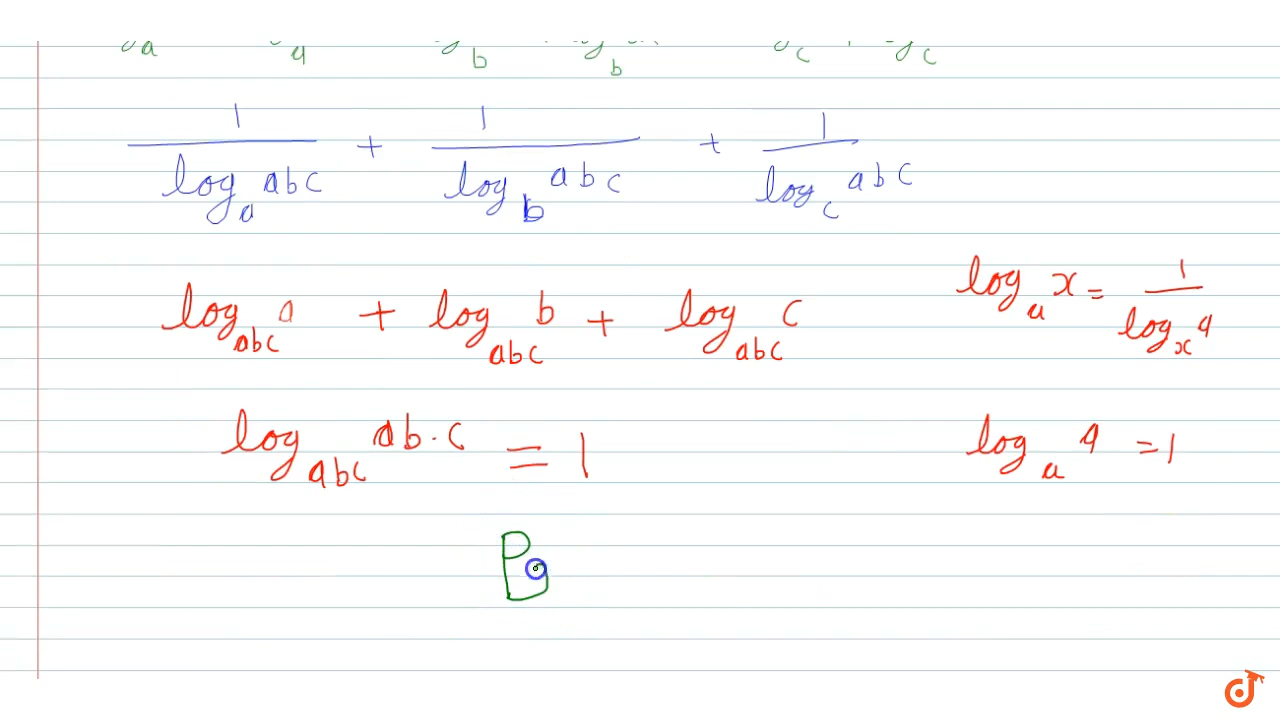 1/(log_a abc) + 1/(log_b abc) + 1/(log_c abc)
log_abc a + log_abc b + log_abc c
log_a x = 1/(log_x a)
log_abc ab·c = 1
log_a a = 1
B